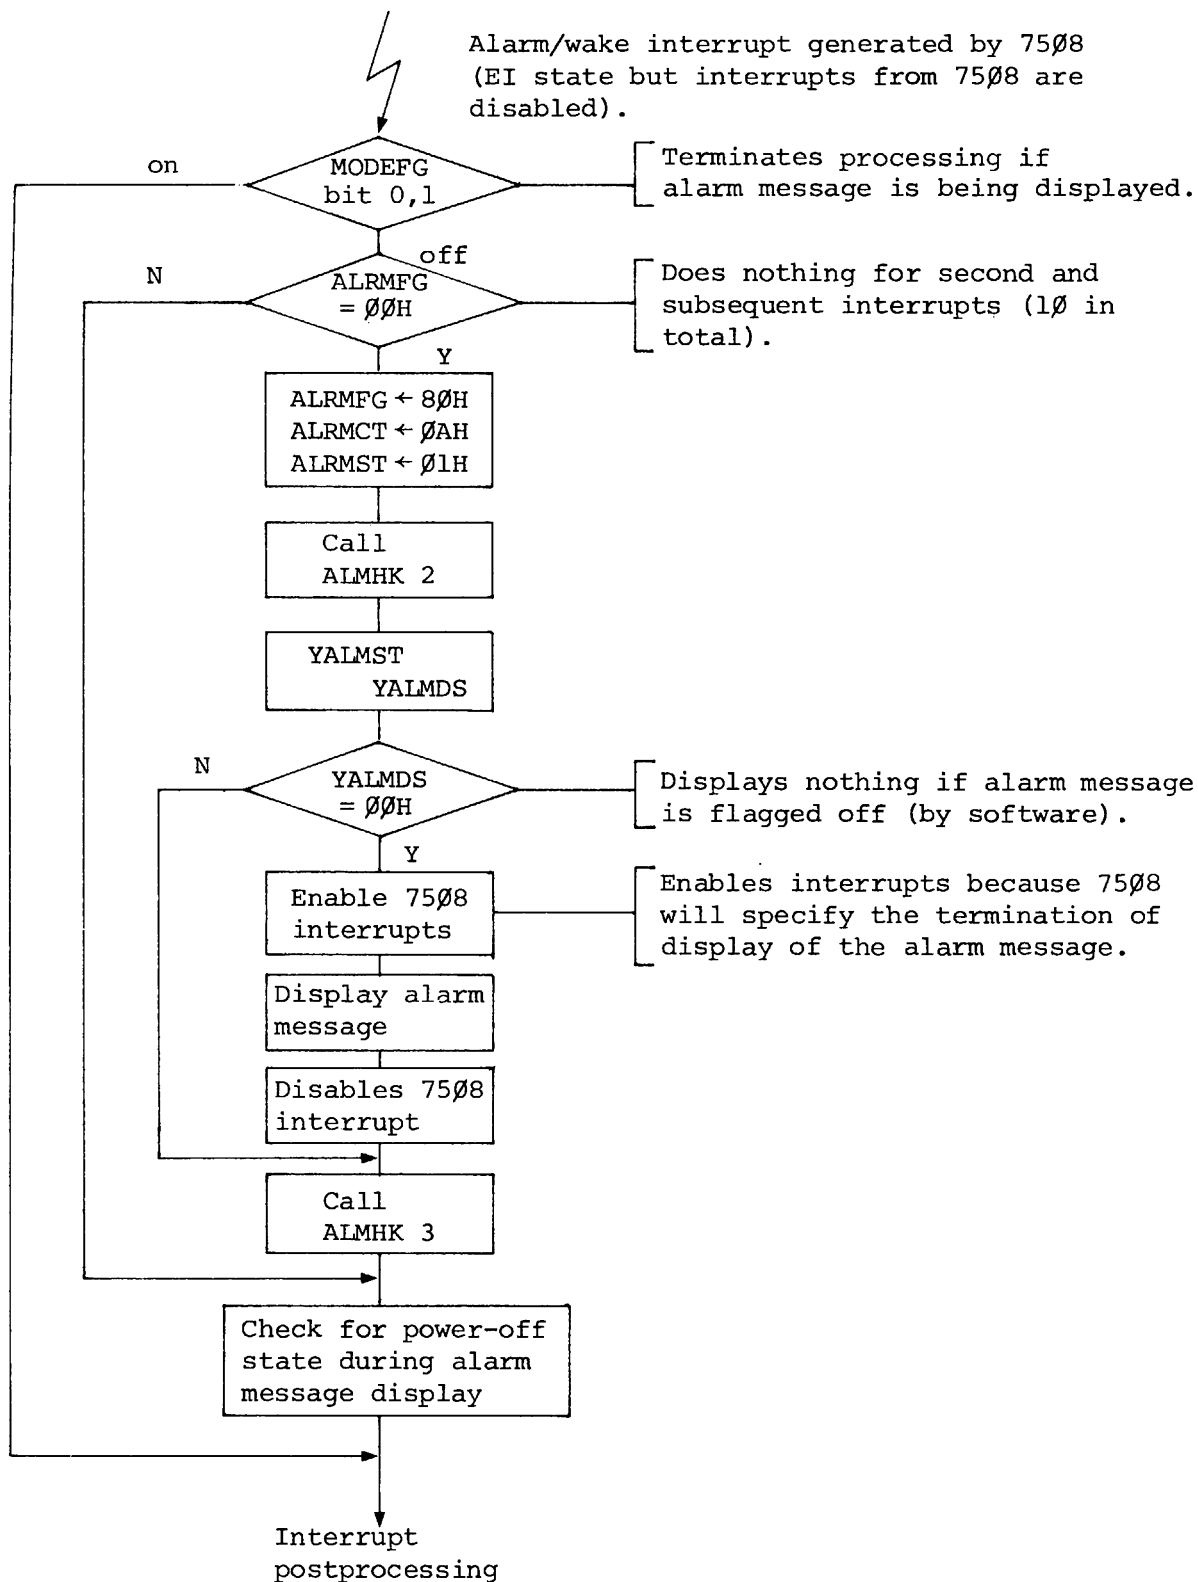 Alarm/wake interrupt generated by 75Ø8
(EI state but interrupts from 75Ø8 are
disabled).
on
MODEFG
bit 0,1
Terminates processing if
alarm message is being displayed.
off
N
ALRMFG
= ØØH
Does nothing for second and
subsequent interrupts (1Ø in
total).
Y
ALRMFG ← 8ØH
ALRMCT ← ØAH
ALRMST ← Ø1H
Call
ALMHK 2
YALMST
YALMDS
N
YALMDS
= ØØH
Displays nothing if alarm message
is flagged off (by software).
Y
Enable 75Ø8
interrupts
Enables interrupts because 75Ø8
will specify the termination of
display of the alarm message.
Display alarm
message
Disables 75Ø8
interrupt
Call
ALMHK 3
Check for power-off
state during alarm
message display
Interrupt
postprocessing